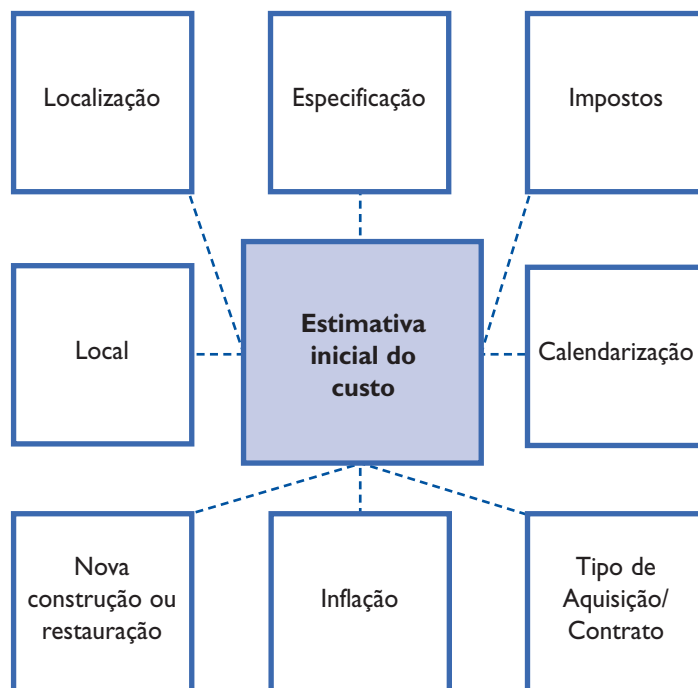 Localização
Especificação
Impostos
Local
Estimativa
inicial do
custo
Calendarização
Nova
construção ou
restauração
Inflação
Tipo de
Aquisição/
Contrato